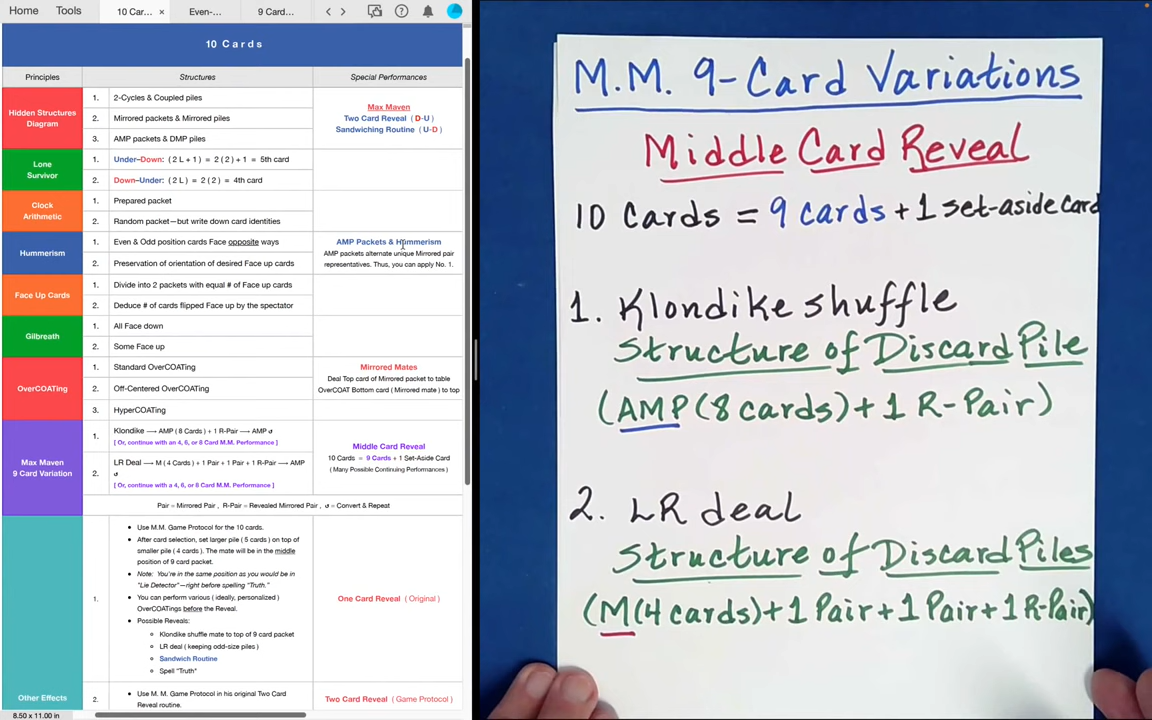 Home Tools 10 Car... × Even-... 9 Card...
10 Cards
Principles Structures Special Performances
Hidden Structures
Diagram
1. 2-Cycles & Coupled piles
2. Mirrored packets & Mirrored piles
3. AMP packets & DMP piles
Max Maven
Two Card Reveal ( D-U )
Sandwiching Routine ( U-D )
Lone
Survivor
1. Under–Down: ( 2 L + 1 ) = 2 ( 2 ) + 1 = 5th card
2. Down–Under: ( 2 L ) = 2 ( 2 ) = 4th card
Clock
Arithmetic
1. Prepared packet
2. Random packet—but write down card identities
Hummerism
1. Even & Odd position cards Face opposite ways
2. Preservation of orientation of desired Face up cards
AMP Packets & Hummerism
AMP packets alternate unique Mirrored pair
representatives. Thus, you can apply No. 1.
Face Up Cards
1. Divide into 2 packets with equal # of Face up cards
2. Deduce # of cards flipped Face up by the spectator
Gilbreath
1. All Face down
2. Some Face up
OverCOATing
1. Standard OverCOATing
2. Off-Centered OverCOATing
3. HyperCOATing
Mirrored Mates
Deal Top card of Mirrored packet to table
OverCOAT Bottom card ( Mirrored mate ) to top
Max Maven
9 Card Variation
1. Klondike → AMP ( 8 Cards ) + 1 R-Pair → AMP ↺
[ Or, continue with an 4, 6, or 8 Card M.M. Performance ]
2. LR Deal → M ( 4 Cards ) + 1 Pair + 1 Pair + 1 R-Pair → AMP
↺
[ Or, continue with a 4, 6, or 8 Card M.M. Performance ]
Middle Card Reveal
10 Cards = 9 Cards + 1 Set-Aside Card
( Many Possible Continuing Performances )
Pair = Mirrored Pair , R-Pair = Revealed Mirrored Pair , ↺ = Convert & Repeat
Other Effects
1.
• Use M.M. Game Protocol for the 10 cards.
• After card selection, set larger pile ( 5 cards ) on top of
smaller pile ( 4 cards ). The mate will be in the middle
position of 9 card packet.
• Note: You're in the same position as you would be in
"Lie Detector"—right before spelling "Truth."
• You can perform various ( ideally, personalized )
OverCOATings before the Reveal.
• Possible Reveals:
• Klondike shuffle mate to top of 9 card packet
• LR deal ( keeping odd-size piles )
• Sandwich Routine
• Spell "Truth"
One Card Reveal ( Original )
2.
• Use M. M. Game Protocol in his original Two Card
Reveal routine.
Two Card Reveal ( Game Protocol )
8.50 x 11.00 in
M.M. 9-Card Variations
Middle Card Reveal
10 Cards = 9 cards + 1 set-aside card
1. Klondike shuffle
Structure of Discard Pile
(AMP(8 cards)+1 R-Pair)
2. LR deal
Structure of Discard Piles
(M(4 cards)+1 Pair+1 Pair+1 R-Pair)